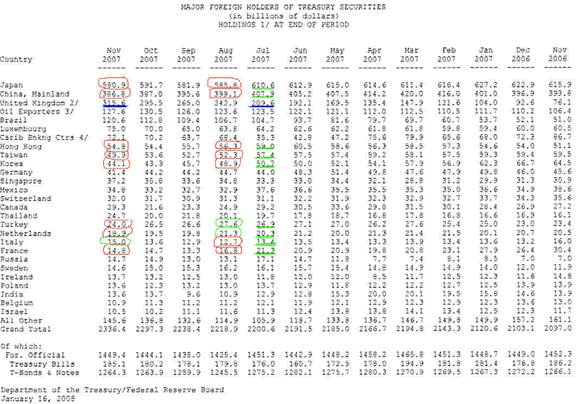 MAJOR FOREIGN HOLDERS OF TREASURY SECURITIES
(in billions of dollars)
HOLDINGS 1/ AT END OF PERIOD
Nov Oct Sep Aug Jul Jun May Apr Mar Feb Jan Dec Nov
Country 2007 2007 2007 2007 2007 2007 2007 2007 2007 2007 2007 2006 2006
------ ------ ------ ------ ------ ------ ------ ------ ------ ------ ------ ------ ------
Japan 580.9 591.7 581.9 585.8 610.6 612.9 615.0 614.6 611.4 616.4 627.2 622.9 615.9
China, Mainland 386.8 387.0 395.6 399.1 407.9 405.2 407.5 414.2 420.0 416.0 401.0 396.9 393.8
United Kingdom 2/ 315.6 295.5 265.0 242.9 209.6 192.1 169.5 135.4 147.9 121.6 104.0 92.6 76.1
Oil Exporters 3/ 127.6 130.5 126.0 123.6 123.5 122.1 121.1 112.0 112.5 110.5 111.7 110.2 106.4
Brazil 120.6 112.8 109.4 106.7 104.7 93.7 81.6 79.7 69.7 60.7 53.7 52.1 51.0
Luxembourg 75.0 70.0 65.0 63.8 64.2 62.6 62.2 61.8 61.8 59.8 59.4 60.0 60.5
Carib Bnkng Ctrs 4/ 70.2 63.7 68.4 35.3 42.8 57.2 75.8 79.9 65.6 68.0 72.3 86.7
Hong Kong 54.8 54.4 55.7 56.3 59.0 60.5 58.6 56.3 58.5 57.3 54.6 54.0 51.1
Taiwan 49.9 53.6 52.7 52.3 57.4 57.5 57.4 59.2 58.1 57.5 59.3 59.4 59.5
Korea 44.1 43.3 45.7 48.9 50.7 50.0 52.1 54.1 57.9 56.9 62.3 66.7 64.5
Germany 41.4 44.2 44.2 44.7 44.0 48.3 51.4 49.8 47.6 47.9 49.8 46.0 45.6
Singapore 37.2 35.8 33.6 34.8 33.3 33.0 34.4 32.1 28.8 31.2 29.9 31.3 30.9
Mexico 34.8 33.2 32.7 32.9 37.6 36.6 35.5 35.5 35.3 35.0 36.6 34.9 38.6
Switzerland 32.0 31.7 30.9 31.3 31.1 32.2 31.9 32.3 32.9 32.7 33.7 34.3 35.6
Canada 29.3 21.6 23.3 24.9 29.2 30.5 33.6 29.8 31.5 30.1 28.4 26.9 27.2
Thailand 24.7 20.0 21.8 20.1 19.7 17.8 18.7 16.8 17.8 16.8 16.6 16.9 16.1
Turkey 24.0 26.5 26.6 27.6 26.9 27.1 27.0 26.2 27.6 26.4 25.0 23.0 23.4
Netherlands 18.9 19.5 19.8 21.3 20.3 21.2 20.0 21.3 21.4 21.5 20.1 20.9 20.2
Italy 15.0 13.6 12.9 12.7 13.6 13.5 13.4 13.3 13.9 13.4 13.6 13.2 16.0
France 14.8 14.7 13.3 16.8 21.3 20.9 20.9 19.8 20.8 23.1 27.9 26.4 30.4
Russia 14.7 14.9 13.0 13.1 17.1 14.7 11.8 7.7 8.4 8.1 8.5 7.0 7.0
Sweden 14.6 15.0 15.3 16.2 16.1 15.7 15.4 14.8 14.9 14.9 14.0 12.0 11.9
Ireland 13.7 13.2 12.5 13.0 11.8 12.0 12.0 8.5 11.7 12.5 12.3 11.6 14.8
Poland 13.6 12.3 13.2 13.0 13.7 12.9 11.8 12.2 12.2 12.7 13.5 13.9 13.9
India 13.6 13.7 9.6 10.9 12.9 12.8 15.3 20.0 20.1 19.5 15.8 14.6 13.9
Belgium 10.9 11.3 11.2 11.2 12.1 11.9 12.1 12.9 12.3 12.9 12.3 13.6 13.0
Israel 10.5 10.2 11.1 11.6 11.3 12.4 13.8 13.8 14.1 13.4 12.5 12.3 11.7
All Other 145.6 136.8 132.6 114.9 105.9 118.7 133.8 136.7 146.7 149.8 149.9 157.2 161.1
Grand Total 2336.4 2297.3 2238.4 2218.9 2200.6 2191.5 2185.0 2166.7 2194.8 2143.3 2120.6 2103.1 2097.0
Of which:
For. Official 1449.4 1444.1 1438.0 1425.4 1451.3 1442.9 1448.2 1458.2 1465.8 1451.3 1448.7 1449.0 1452.3
Treasury Bills 185.1 180.2 178.1 179.8 176.0 160.7 172.5 178.0 194.9 181.8 181.4 176.8 186.2
T-Bonds & Notes 1264.3 1263.9 1259.9 1245.5 1275.2 1282.1 1275.7 1280.3 1270.9 1269.5 1267.3 1272.2 1266.1
Department of the Treasury/Federal Reserve Board
January 16, 2008